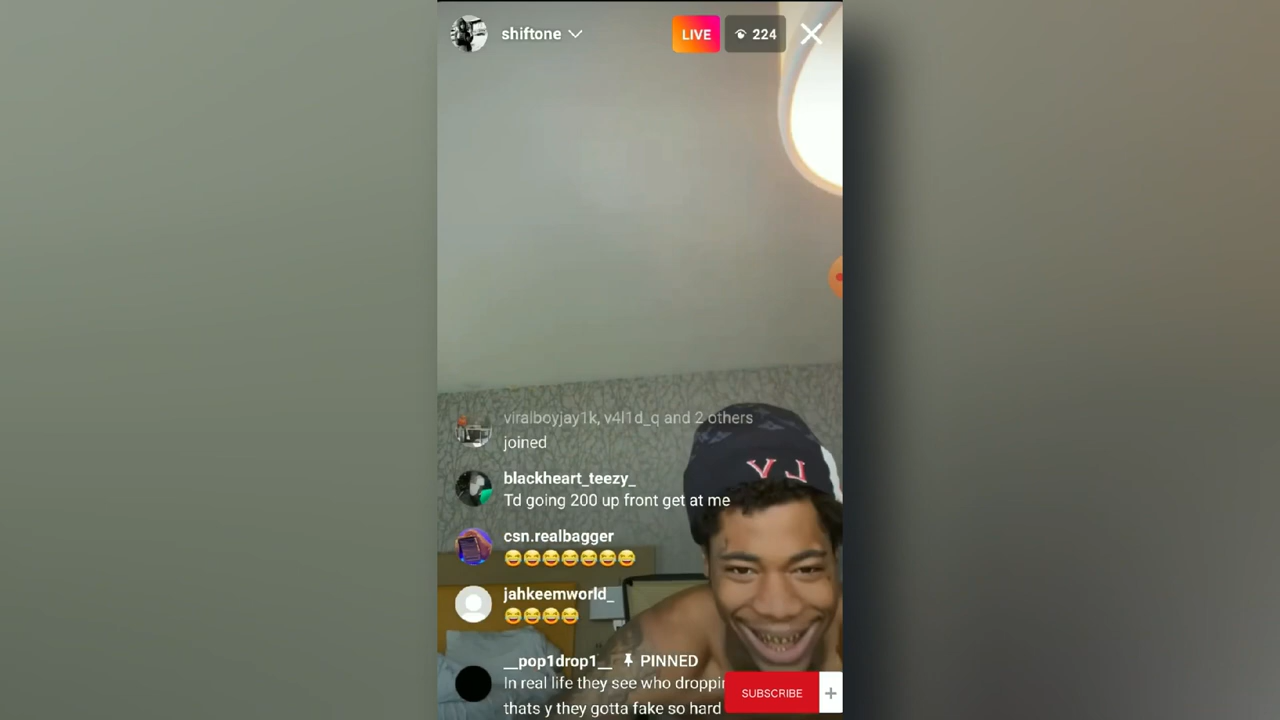 shiftone
LIVE
224
viralboyjay1k, v4l1d_q and 2 others
joined
blackheart_teezy_
Td going 200 up front get at me
csn.realbagger
😂😂😂😂😂😂😂
jahkeemworld_
😂😂😂😂
__pop1drop1__ PINNED
In real life they see who droppi
thats y they gotta fake so hard
SUBSCRIBE